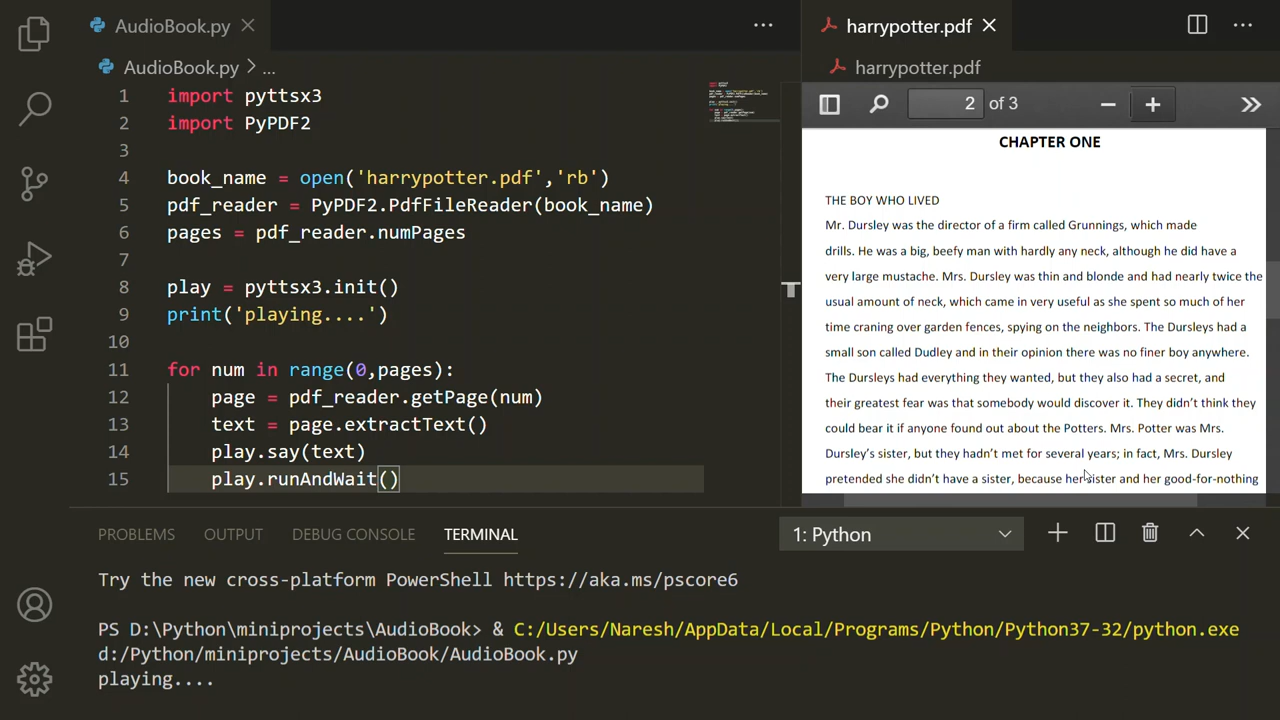 AudioBook.py
AudioBook.py > ...
1 import pyttsx3
2 import PyPDF2
3
4 book_name = open('harrypotter.pdf','rb')
5 pdf_reader = PyPDF2.PdfFileReader(book_name)
6 pages = pdf_reader.numPages
7
8 play = pyttsx3.init()
9 print('playing....')
10
11 for num in range(0,pages):
12 page = pdf_reader.getPage(num)
13 text = page.extractText()
14 play.say(text)
15 play.runAndWait()
harrypotter.pdf
harrypotter.pdf
2 of 3
CHAPTER ONE
THE BOY WHO LIVED
Mr. Dursley was the director of a firm called Grunnings, which made
drills. He was a big, beefy man with hardly any neck, although he did have a
very large mustache. Mrs. Dursley was thin and blonde and had nearly twice the
usual amount of neck, which came in very useful as she spent so much of her
time craning over garden fences, spying on the neighbors. The Dursleys had a
small son called Dudley and in their opinion there was no finer boy anywhere.
The Dursleys had everything they wanted, but they also had a secret, and
their greatest fear was that somebody would discover it. They didn't think they
could bear it if anyone found out about the Potters. Mrs. Potter was Mrs.
Dursley's sister, but they hadn't met for several years; in fact, Mrs. Dursley
pretended she didn't have a sister, because her sister and her good-for-nothing
PROBLEMS OUTPUT DEBUG CONSOLE TERMINAL 1: Python
Try the new cross-platform PowerShell https://aka.ms/pscore6
PS D:\Python\miniprojects\AudioBook> & C:/Users/Naresh/AppData/Local/Programs/Python/Python37-32/python.exe
d:/Python/miniprojects/AudioBook/AudioBook.py
playing....